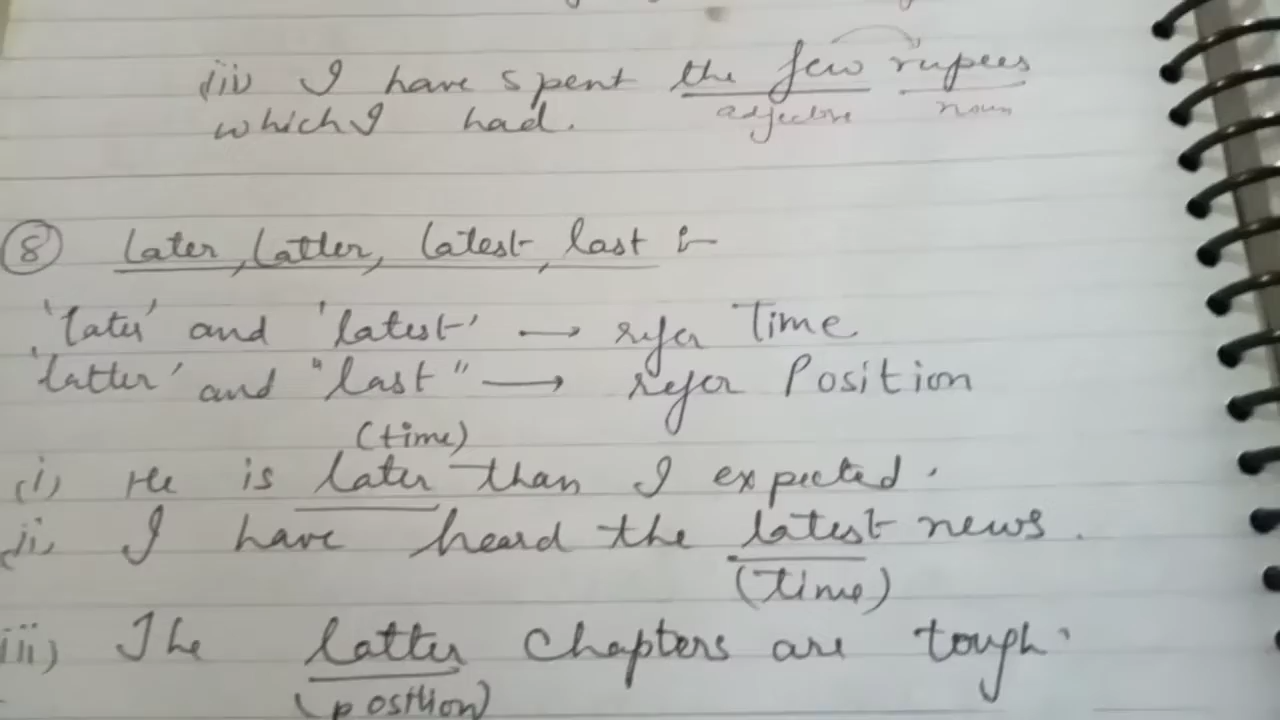 (iii) I have spent the few rupees
adjective noun
which I had.
⑧ Later, Latter, Latest, last :-
'later' and 'latest' → refer Time
'latter' and "last" → refer Position
(time)
(i) He is later than I expected.
(ii) I have heard the latest news.
(time)
(iii) The latter chapters are tough.
(position)